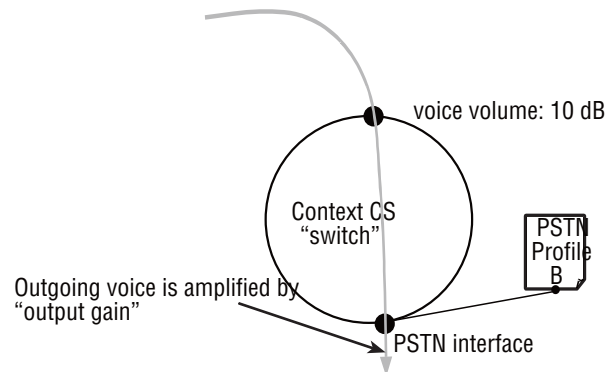 voice volume: 10 dB
Context CS
“switch”
PSTN
Profile
B
Outgoing voice is amplified by
“output gain”
PSTN interface